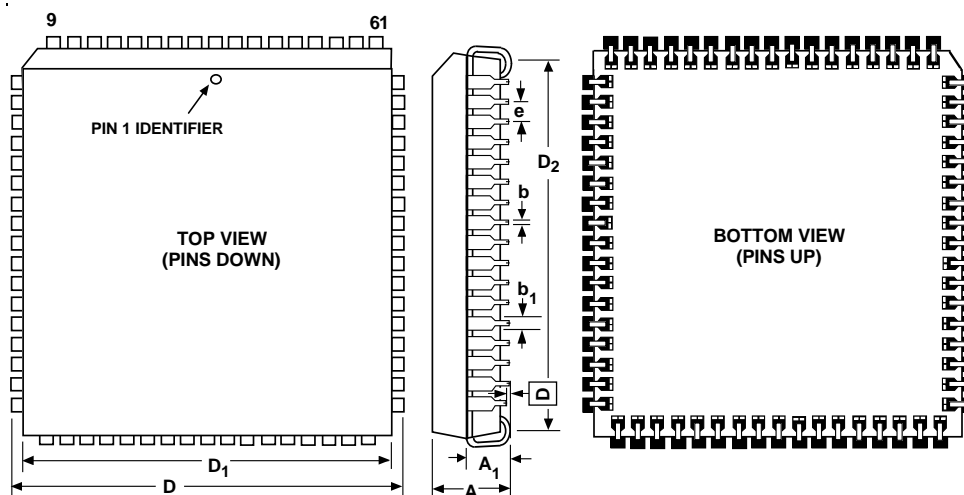 9
61
PIN 1 IDENTIFIER
TOP VIEW
(PINS DOWN)
D1
D
e
D2
b
b1
D
A1
A
BOTTOM VIEW
(PINS UP)